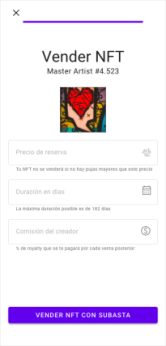 Vender NFT
Master Artist #4.523
Precio de reserva
Tu NFT no se venderá si no hay pujas mayores que este precio
Duración en días
La máxima duración posible es de 182 días
Comisión del creador
% de royalty que se te pagará por cada venta posterior
VENDER NFT CON SUBASTA